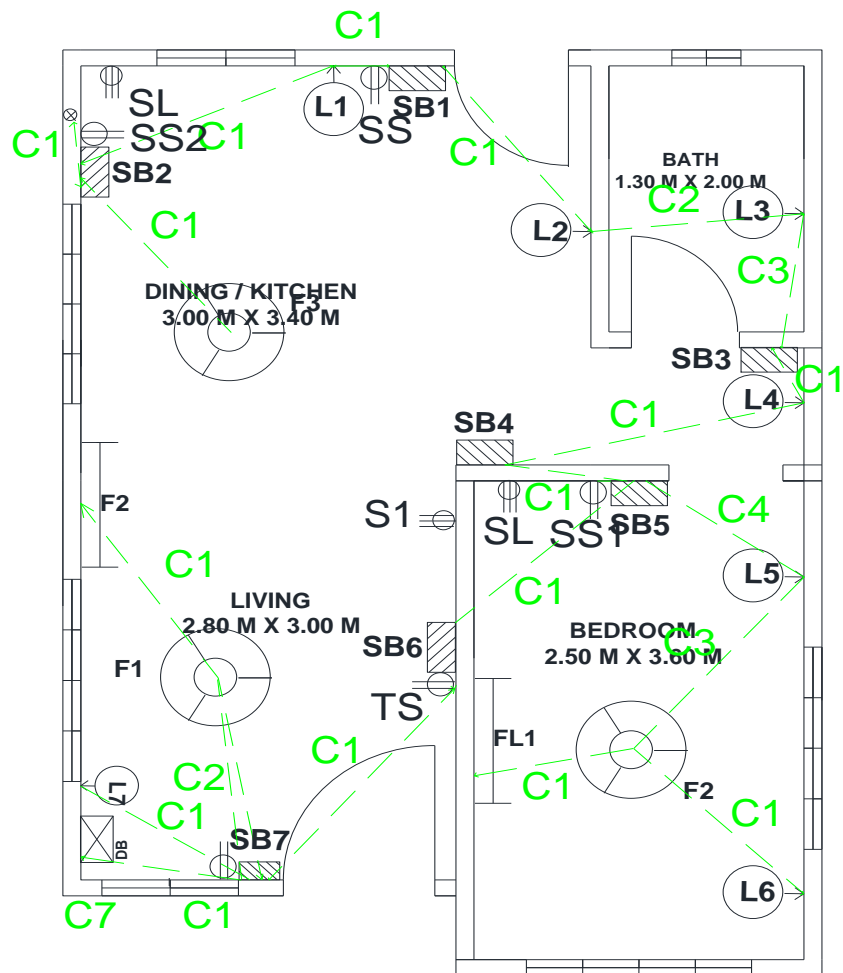 C1
SL
SS2
C1
C1
SB2
L1
SS
SB1
C1
BATH
1.30 M X 2.00 M
C2
L2
L3
C1
C3
DINING / KITCHEN
F3
3.00 M X 3.40 M
SB3
C1
L4
SB4
C1
F2
S1
C1
SL
SS1
SB5
C4
C1
C1
L5
LIVING
2.80 M X 3.00 M
BEDROOM
C3
2.50 M X 3.60 M
F1
SB6
TS
FL1
C1
C2
C1
L7
C1
F2
C1
DB
SB7
L6
C7
C1